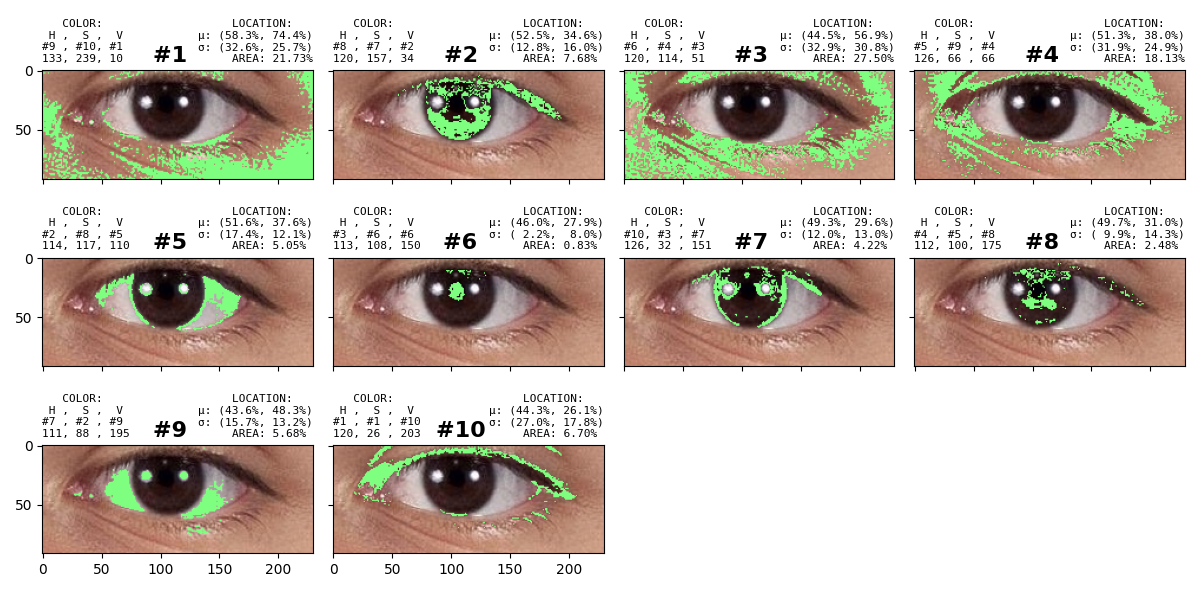 COLOR: LOCATION:
H , S , V μ: (58.3%, 74.4%)
#9 , #10, #1 #1 σ: (32.6%, 25.7%)
133, 239, 10 AREA: 21.73%
COLOR: LOCATION:
H , S , V μ: (52.5%, 34.6%)
#8 , #7 , #2 #2 σ: (12.8%, 16.0%)
120, 157, 34 AREA: 7.68%
COLOR: LOCATION:
H , S , V μ: (44.5%, 56.9%)
#6 , #4 , #3 #3 σ: (32.9%, 30.8%)
120, 114, 51 AREA: 27.50%
COLOR: LOCATION:
H , S , V μ: (51.3%, 38.0%)
#5 , #9 , #4 #4 σ: (31.9%, 24.9%)
126, 66 , 66 AREA: 18.13%
0
50
COLOR: LOCATION:
H , S , V μ: (51.6%, 37.6%)
#2 , #8 , #5 #5 σ: (17.4%, 12.1%)
114, 117, 110 AREA: 5.05%
COLOR: LOCATION:
H , S , V μ: (46.0%, 27.9%)
#3 , #6 , #6 #6 σ: ( 2.2%, 8.0%)
113, 108, 150 AREA: 0.83%
COLOR: LOCATION:
H , S , V μ: (49.3%, 29.6%)
#10, #3 , #7 #7 σ: (12.0%, 13.0%)
126, 32 , 151 AREA: 4.22%
COLOR: LOCATION:
H , S , V μ: (49.7%, 31.0%)
#4 , #5 , #8 #8 σ: ( 9.9%, 14.3%)
112, 100, 175 AREA: 2.48%
0
50
COLOR: LOCATION:
H , S , V μ: (43.6%, 48.3%)
#7 , #2 , #9 #9 σ: (15.7%, 13.2%)
111, 88 , 195 AREA: 5.68%
COLOR: LOCATION:
H , S , V μ: (44.3%, 26.1%)
#1 , #1 , #10 #10 σ: (27.0%, 17.8%)
120, 26 , 203 AREA: 6.70%
0
50
0 50 100 150 200
0 50 100 150 200